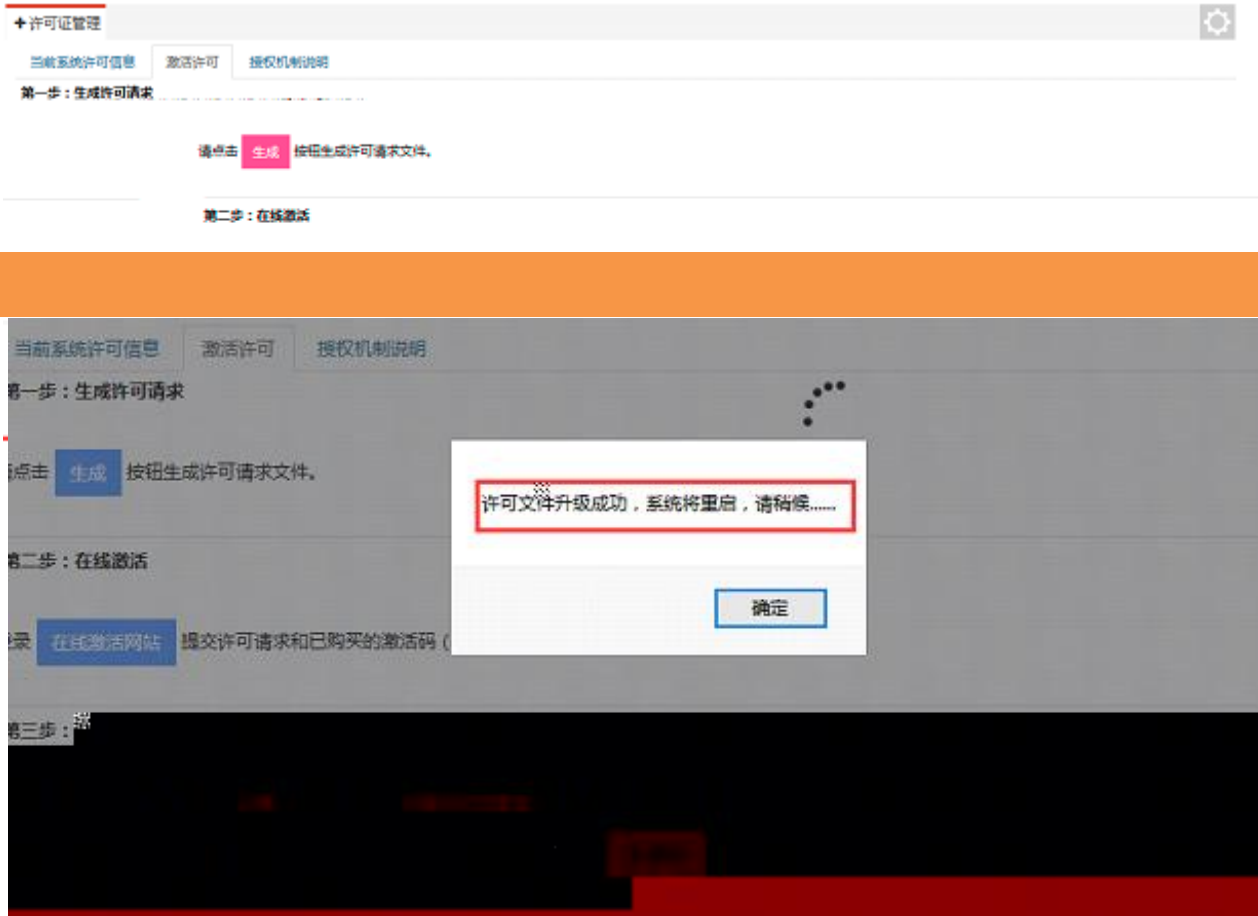 +许可证管理
当前系统许可信息 激活许可 授权机制说明
第一步：生成许可请求
请点击 生成 按钮生成许可请求文件。
第二步：在线激活
当前系统许可信息 激活许可 授权机制说明
第一步：生成许可请求
点击 生成 按钮生成许可请求文件。
许可文件升级成功，系统将重启，请稍候......
确定
第二步：在线激活
录 在线激活网站 提交许可请求和已购买的激活码（
第三步：